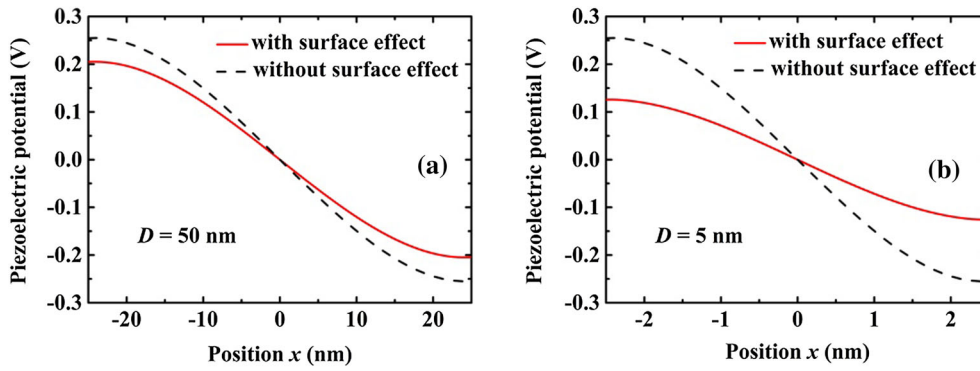 Piezoelectric potential (V)
0.3
0.2
0.1
0.0
-0.1
-0.2
-0.3
with surface effect
without surface effect
(a)
D = 50 nm
-20
-10
0
10
20
Position x (nm)
Piezoelectric potential (V)
0.3
0.2
0.1
0.0
-0.1
-0.2
-0.3
with surface effect
without surface effect
(b)
D = 5 nm
-2
-1
0
1
2
Position x (nm)